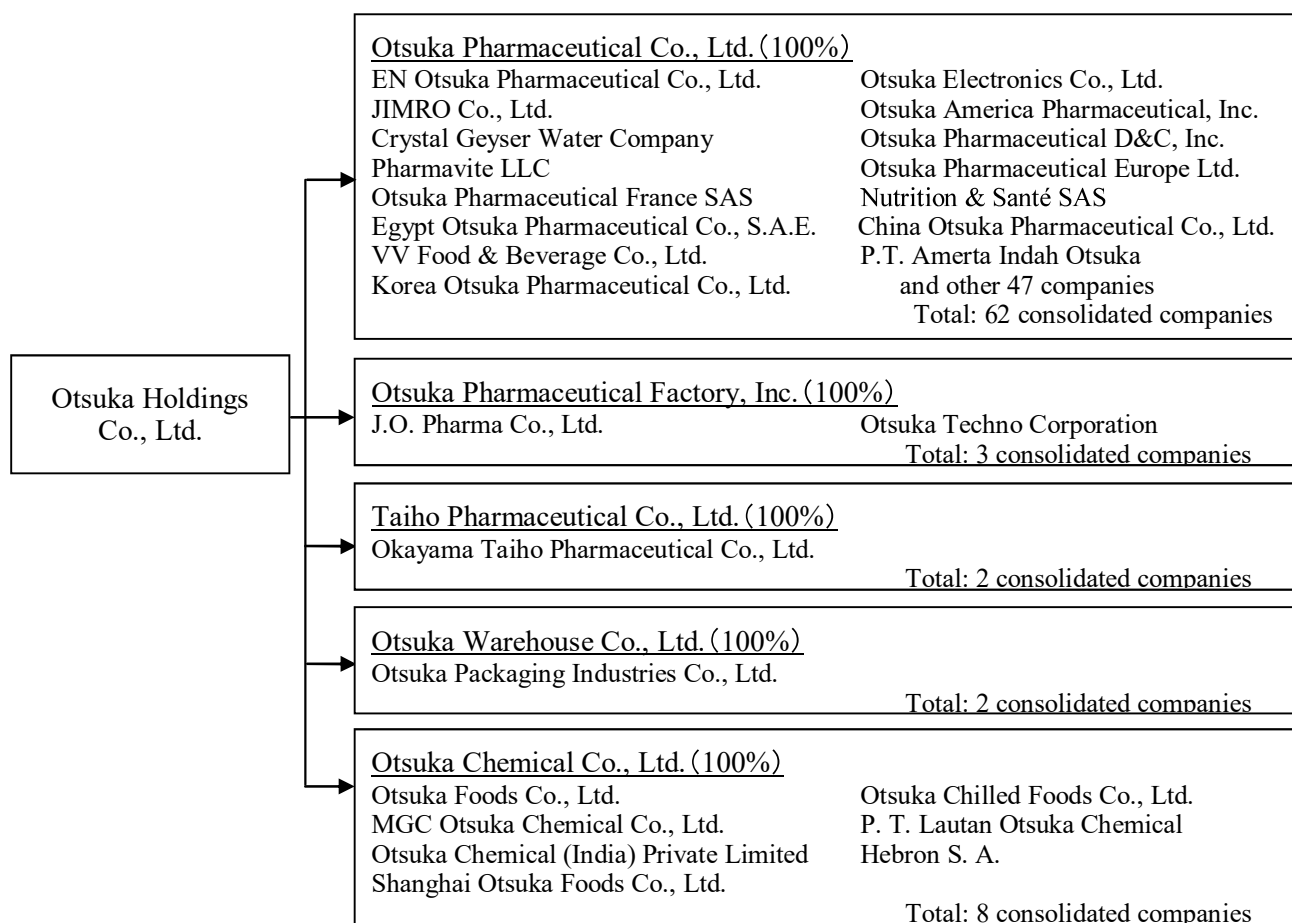 Otsuka Holdings
Co., Ltd.
Otsuka Pharmaceutical Co., Ltd.（100%）
EN Otsuka Pharmaceutical Co., Ltd. Otsuka Electronics Co., Ltd.
JIMRO Co., Ltd. Otsuka America Pharmaceutical, Inc.
Crystal Geyser Water Company Otsuka Pharmaceutical D&C, Inc.
Pharmavite LLC Otsuka Pharmaceutical Europe Ltd.
Otsuka Pharmaceutical France SAS Nutrition & Santé SAS
Egypt Otsuka Pharmaceutical Co., S.A.E. China Otsuka Pharmaceutical Co., Ltd.
VV Food & Beverage Co., Ltd. P.T. Amerta Indah Otsuka
Korea Otsuka Pharmaceutical Co., Ltd. and other 47 companies
Total: 62 consolidated companies
Otsuka Pharmaceutical Factory, Inc.（100%）
J.O. Pharma Co., Ltd. Otsuka Techno Corporation
Total: 3 consolidated companies
Taiho Pharmaceutical Co., Ltd.（100%）
Okayama Taiho Pharmaceutical Co., Ltd.
Total: 2 consolidated companies
Otsuka Warehouse Co., Ltd.（100%）
Otsuka Packaging Industries Co., Ltd.
Total: 2 consolidated companies
Otsuka Chemical Co., Ltd.（100%）
Otsuka Foods Co., Ltd. Otsuka Chilled Foods Co., Ltd.
MGC Otsuka Chemical Co., Ltd. P. T. Lautan Otsuka Chemical
Otsuka Chemical (India) Private Limited Hebron S. A.
Shanghai Otsuka Foods Co., Ltd.
Total: 8 consolidated companies